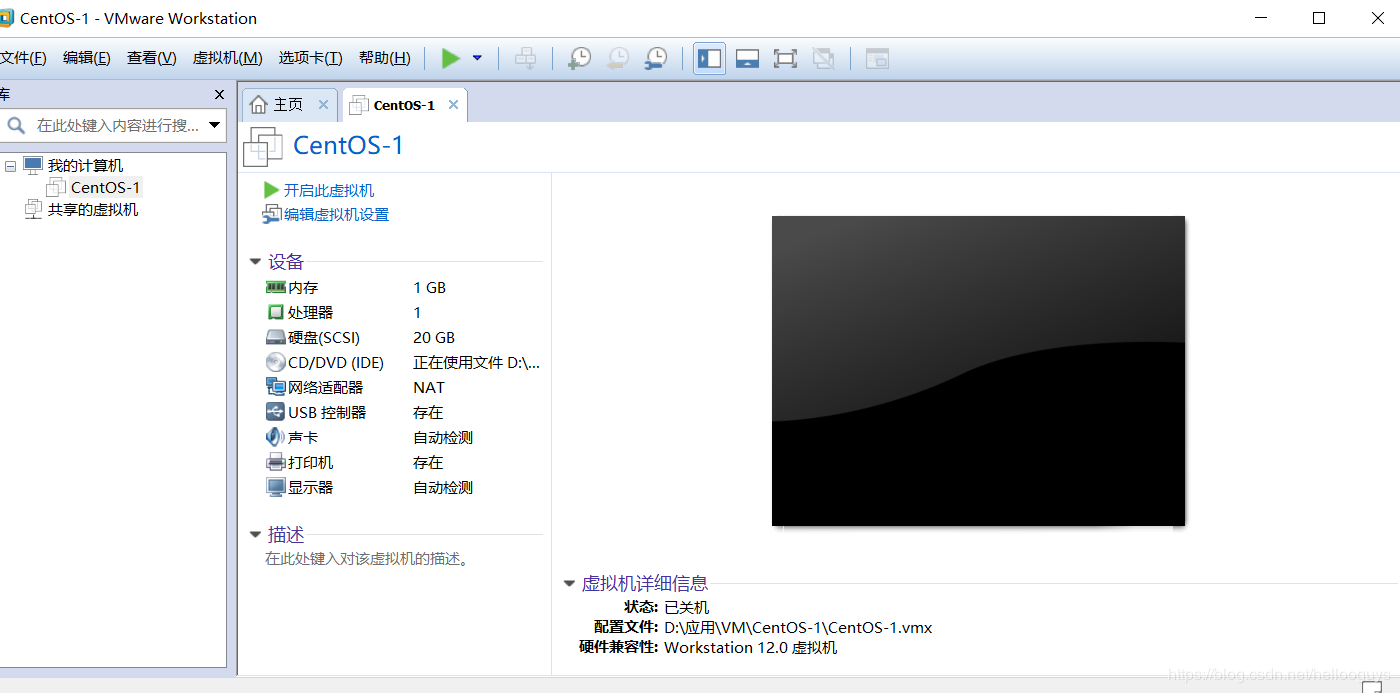 CentOS-1 - VMware Workstation
文件(F) 编辑(E) 查看(V) 虚拟机(M) 选项卡(T) 帮助(H)
库
在此处键入内容进行搜...
我的计算机
CentOS-1
共享的虚拟机
主页 CentOS-1
CentOS-1
开启此虚拟机
编辑虚拟机设置
设备
内存 1 GB
处理器 1
硬盘(SCSI) 20 GB
CD/DVD (IDE) 正在使用文件 D:\...
网络适配器 NAT
USB 控制器 存在
声卡 自动检测
打印机 存在
显示器 自动检测
描述
在此处键入对该虚拟机的描述。
虚拟机详细信息
状态: 已关机
配置文件: D:\应用\VM\CentOS-1\CentOS-1.vmx
硬件兼容性: Workstation 12.0 虚拟机
https://blog.csdn.net/hellooguys